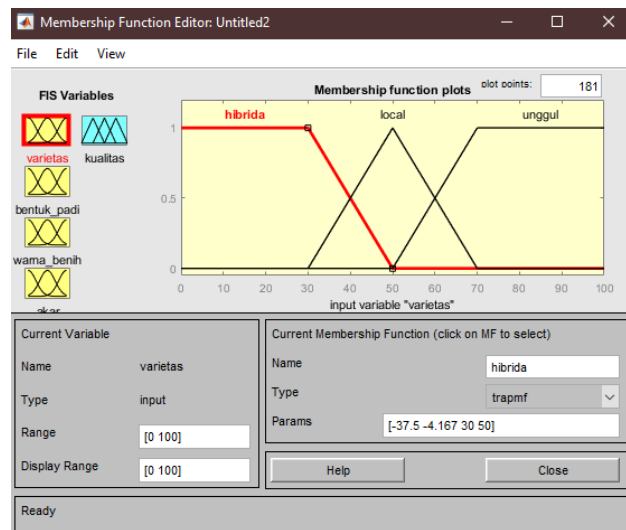 Membership Function Editor: Untitled2
File Edit View
FIS Variables
varietas
kualitas
bentuk_padi
warna_benih
akar
Membership function plots
plot points:
181
hibrida
local
unggul
1
0.5
0
0 10 20 30 40 50 60 70 80 90 100
input variable "varietas"
Current Variable
Name varietas
Type input
Range [0 100]
Display Range [0 100]
Current Membership Function (click on MF to select)
Name hibrida
Type trapmf
Params [-37.5 -4.167 30 50]
Help
Close
Ready